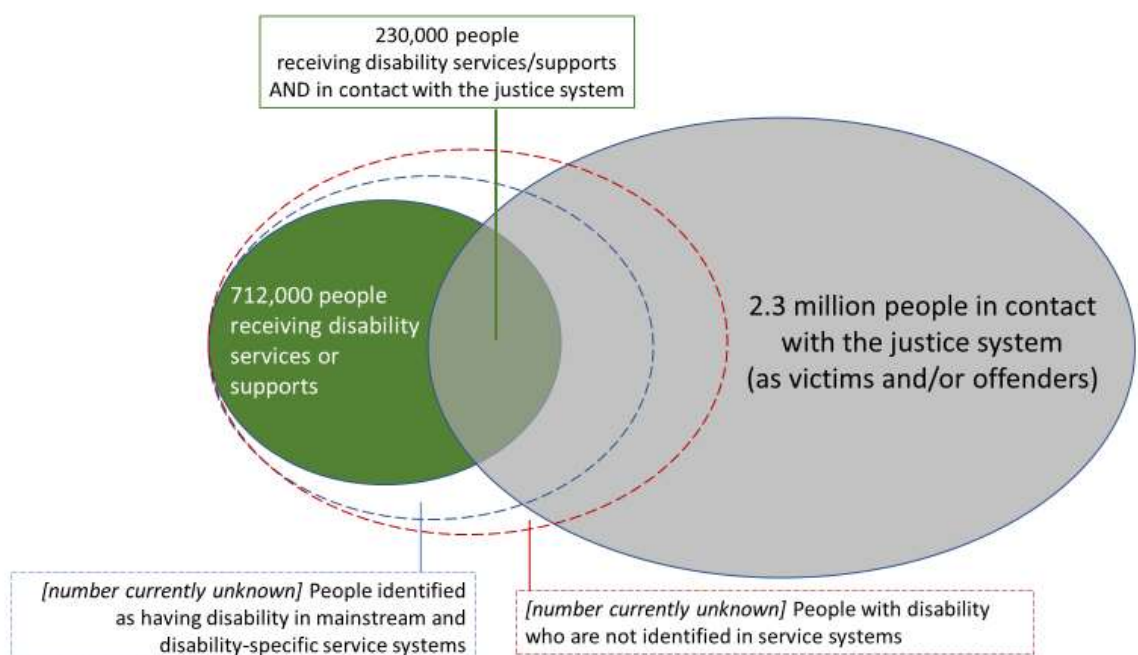 230,000 people
receiving disability services/supports
AND in contact with the justice system
712,000 people
receiving disability
services or
supports
2.3 million people in contact
with the justice system
(as victims and/or offenders)
[number currently unknown] People identified
as having disability in mainstream and
disability-specific service systems
[number currently unknown] People with disability
who are not identified in service systems